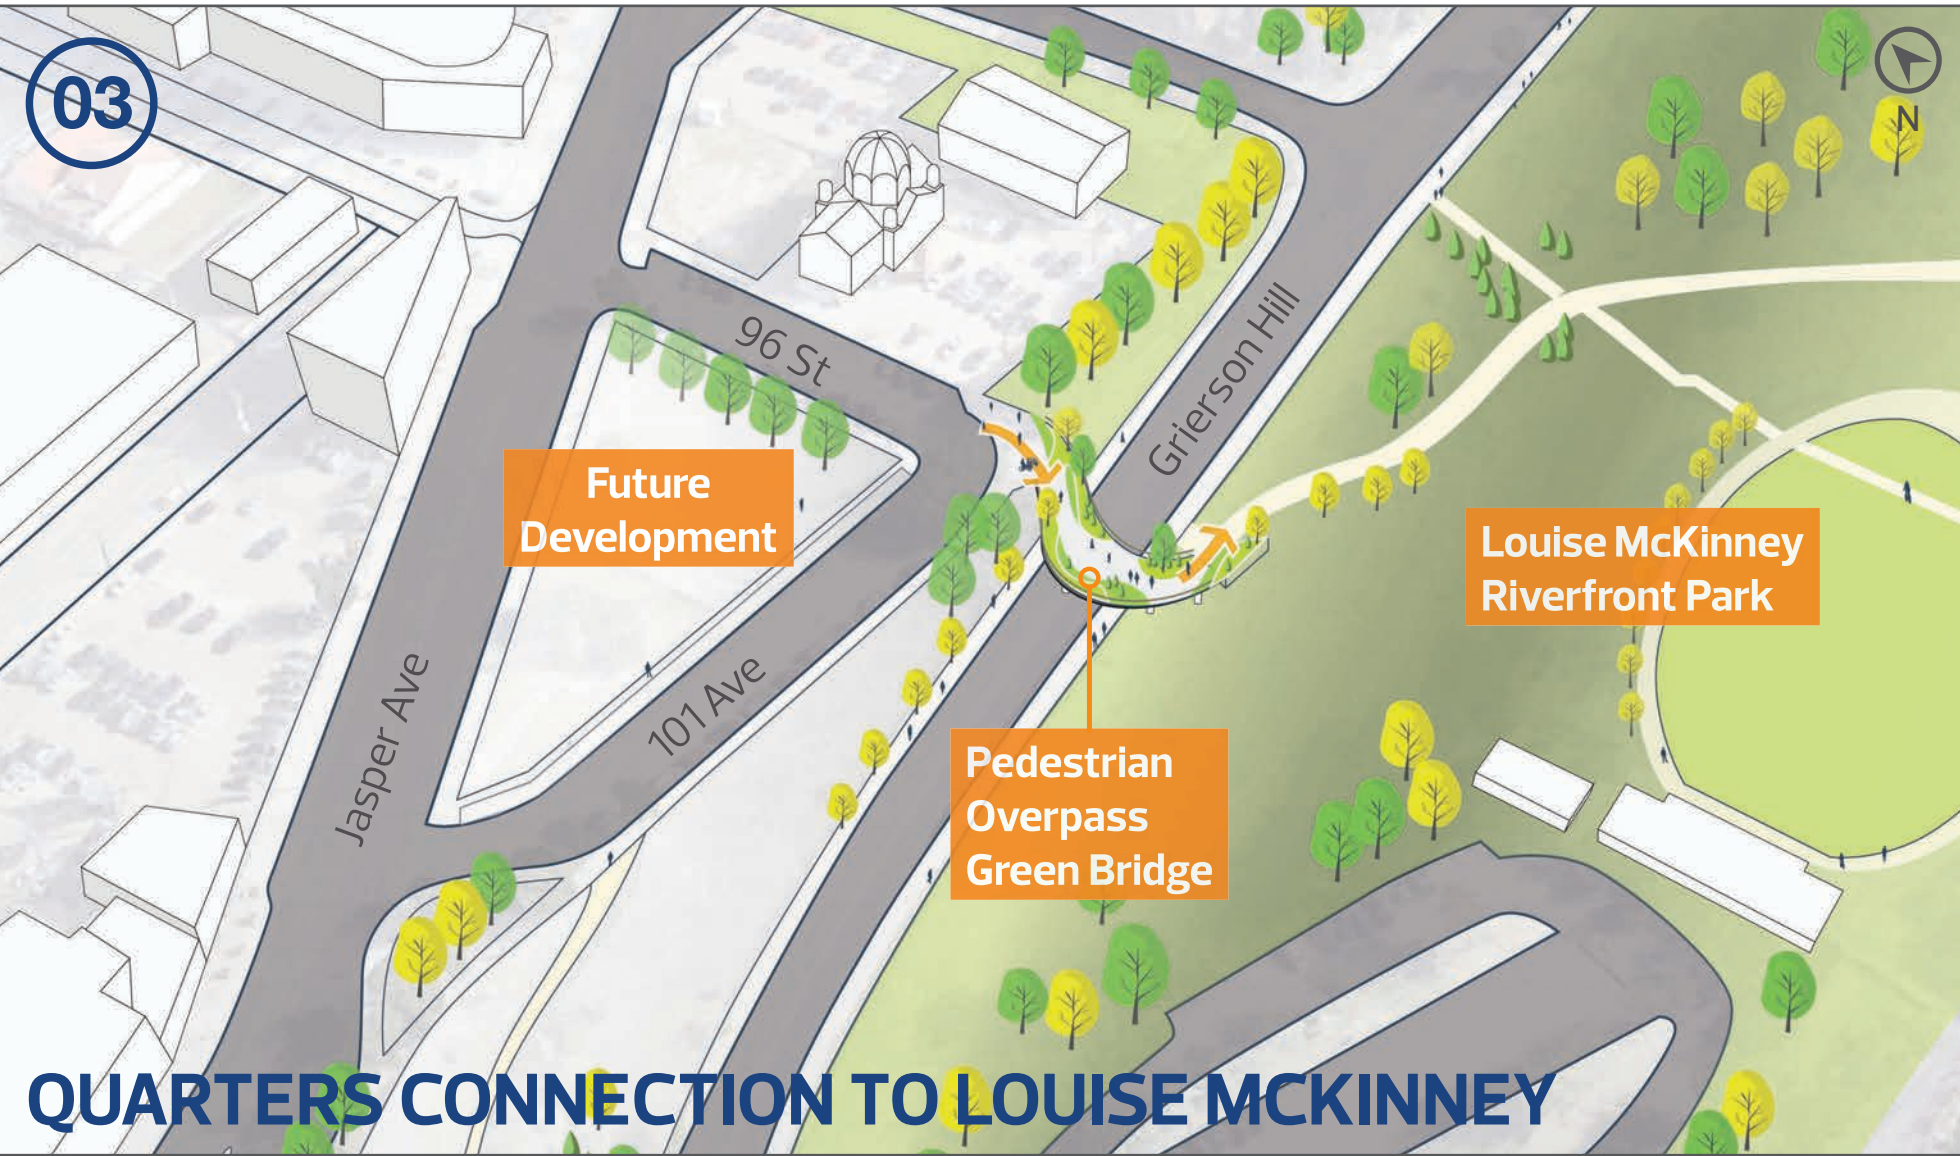 03
N
96 St
Grierson Hill
Future
Development
Louise McKinney
Riverfront Park
Jasper Ave
101 Ave
Pedestrian
Overpass
Green Bridge
QUARTERS CONNECTION TO LOUISE MCKINNEY